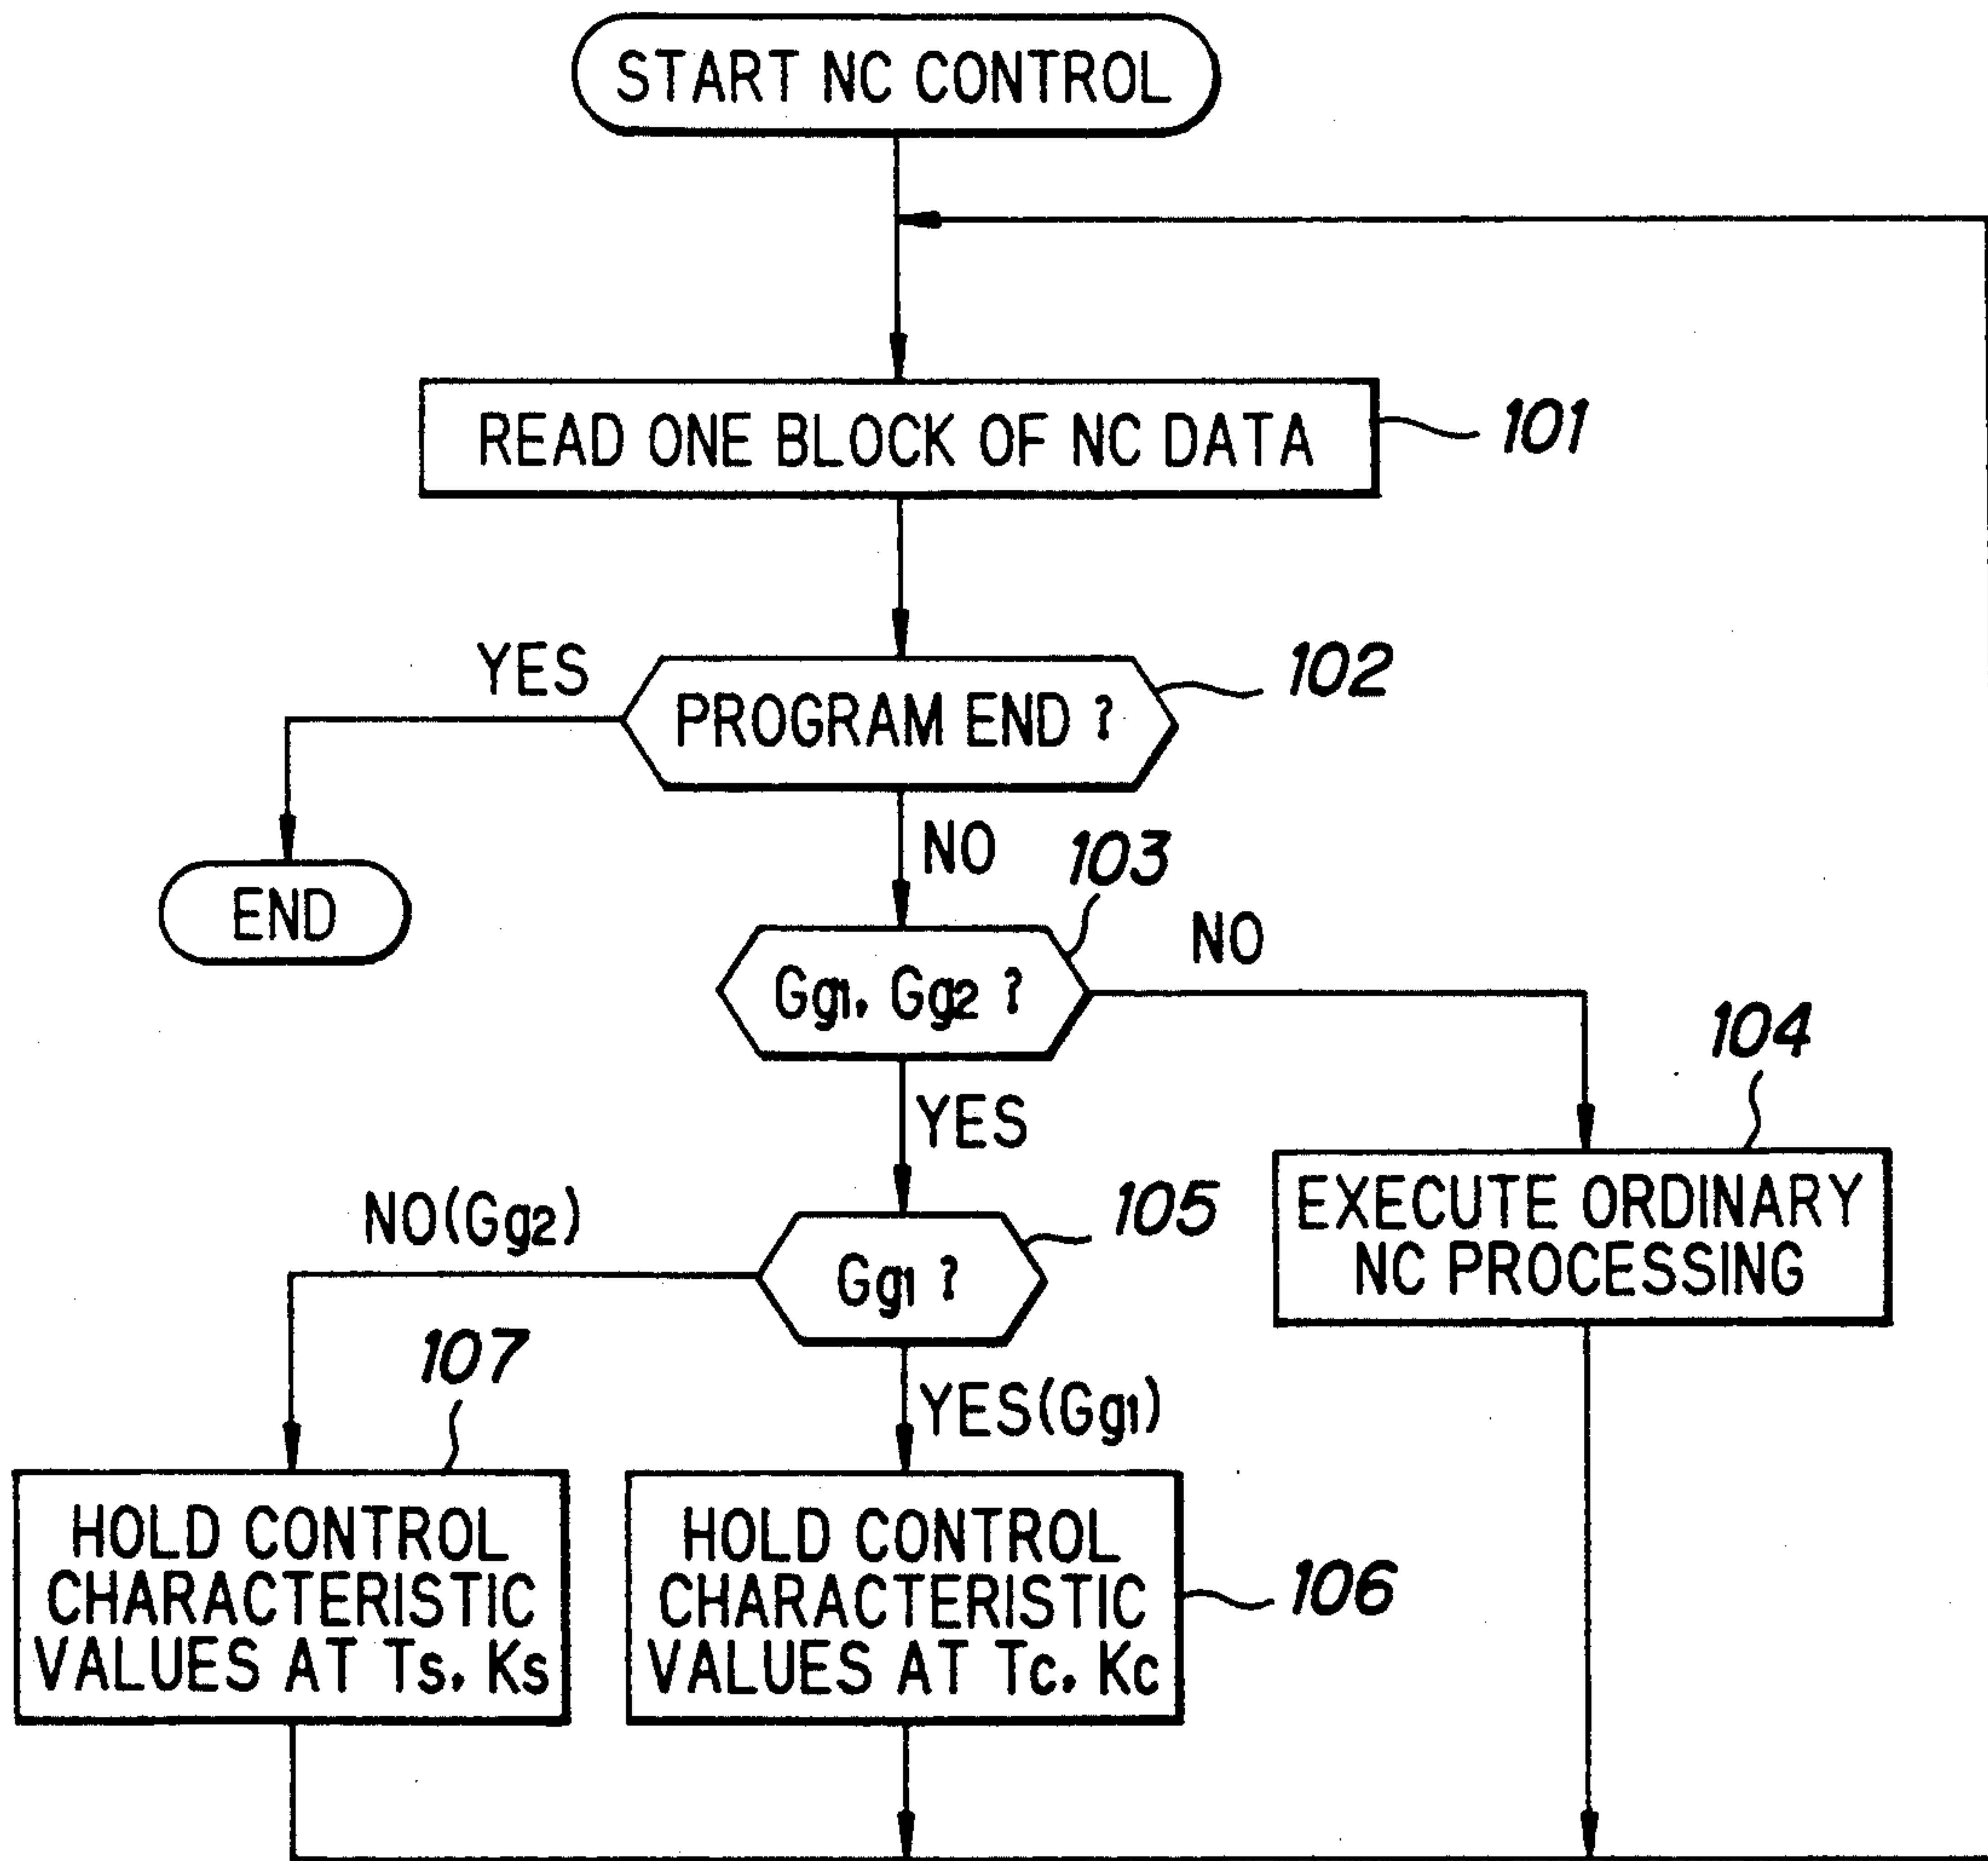 START NC CONTROL
READ ONE BLOCK OF NC DATA
101
YES
PROGRAM END ?
102
NO
103
END
Gg1, Gg2 ?
NO
104
YES
EXECUTE ORDINARY
NC PROCESSING
NO(Gg2)
105
Gg1 ?
107
YES(Gg1)
HOLD CONTROL
CHARACTERISTIC
VALUES AT Ts, Ks
HOLD CONTROL
CHARACTERISTIC
VALUES AT Tc, Kc
106